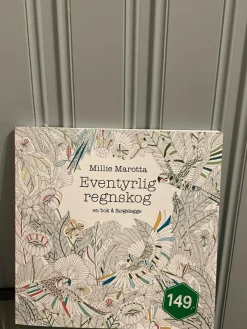 Millie Marotta
Eventyrlig
regnskog
en bok å fargelegge
149,-